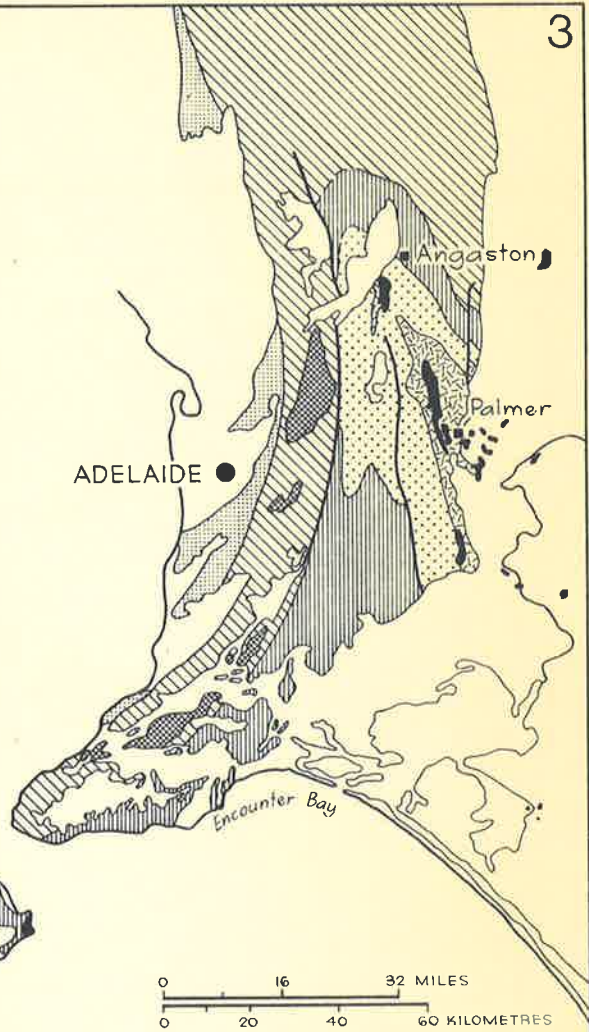 3
Angaston
Palmer
ADELAIDE
Encounter Bay
0 16 32 MILES
0 20 40 60 KILOMETRES